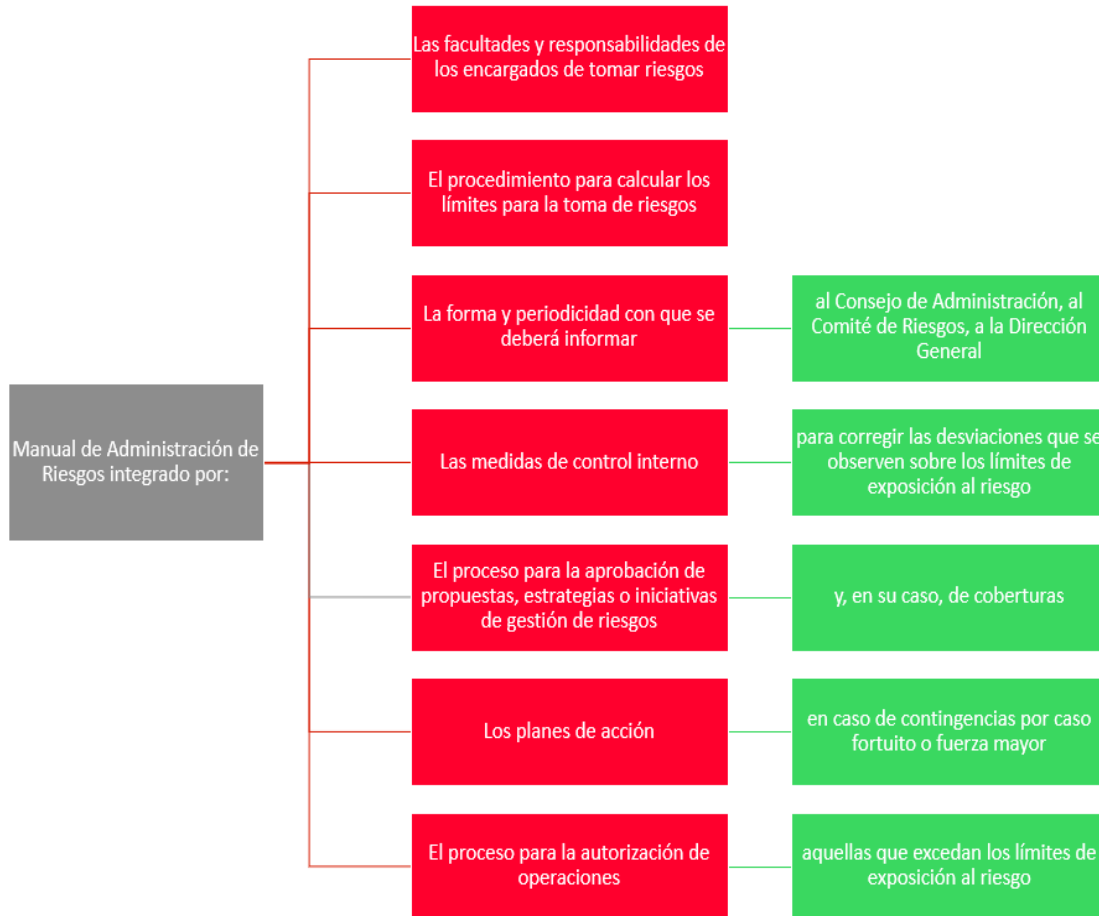 Las facultades y responsabilidades de
los encargados de tomar riesgos
El procedimiento para calcular los
límites para la toma de riesgos
La forma y periodicidad con que se
deberá informar
al Consejo de Administración, al
Comité de Riesgos, a la Dirección
General
Manual de Administración de
Riesgos integrado por:
Las medidas de control interno
para corregir las desviaciones que se
observen sobre los límites de
exposición al riesgo
El proceso para la aprobación de
propuestas, estrategias o iniciativas
de gestión de riesgos
y, en su caso, de coberturas
Los planes de acción
en caso de contingencias por caso
fortuito o fuerza mayor
El proceso para la autorización de
operaciones
aquellas que excedan los límites de
exposición al riesgo